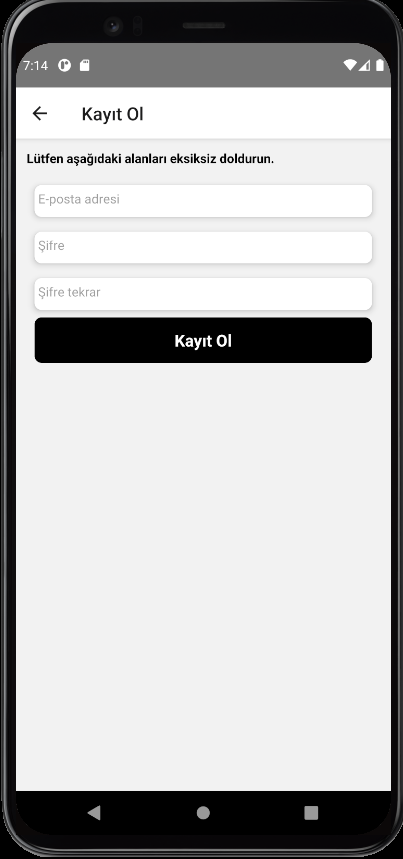 7:14
Kayıt Ol
Lütfen aşağıdaki alanları eksiksiz doldurun.
E-posta adresi
Şifre
Şifre tekrar
Kayıt Ol